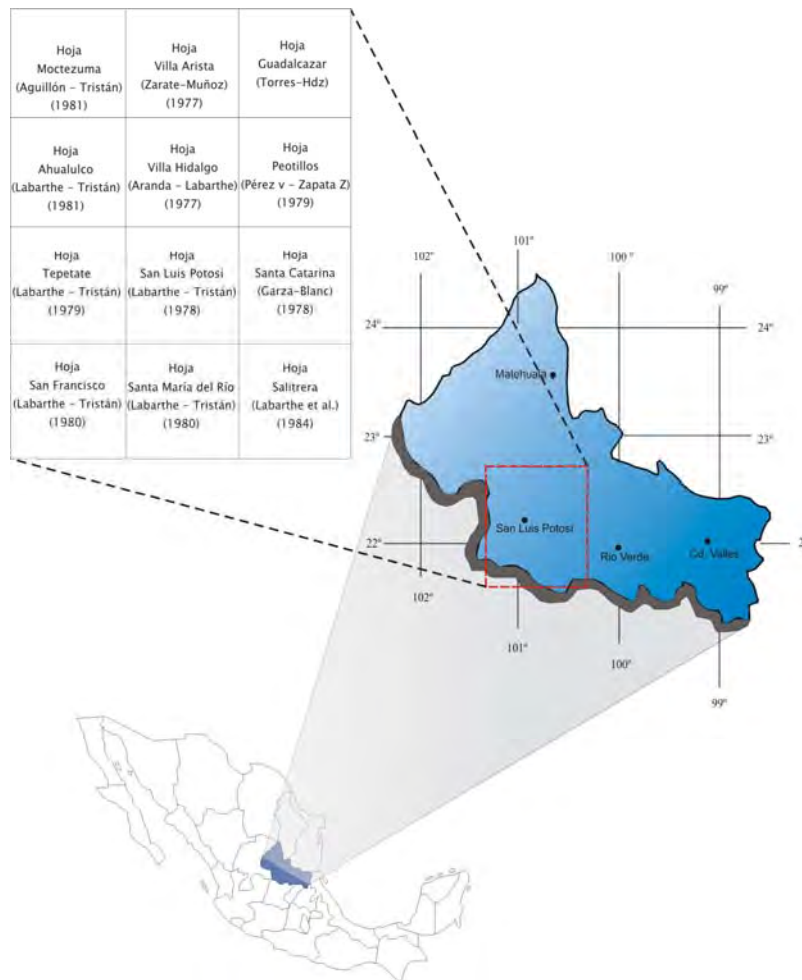 Hoja
Moctezuma
(Aguillón - Tristán)
(1981)
Hoja
Villa Arista
(Zarate-Muñoz)
(1977)
Hoja
Guadalcazar
(Torres-Hdz)
Hoja
Ahualulco
(Labarthe - Tristán)
(1981)
Hoja
Villa Hidalgo
(Aranda - Labarthe)
(1977)
Hoja
Peotillos
(Pérez v - Zapata Z)
(1979)
Hoja
Tepetate
(Labarthe - Tristán)
(1979)
Hoja
San Luis Potosi
(Labarthe - Tristán)
(1978)
Hoja
Santa Catarina
(Garza-Blanc)
(1978)
Hoja
San Francisco
(Labarthe - Tristán)
(1980)
Hoja
Santa María del Río
(Labarthe - Tristán)
(1980)
Hoja
Salitrera
(Labarthe et al.)
(1984)
102° 101° 100° 99°
24° 24°
Matehuala
23° 23°
San Luis Potosi
Rio Verde
Cd. Valles
22°
102° 101° 100° 99°